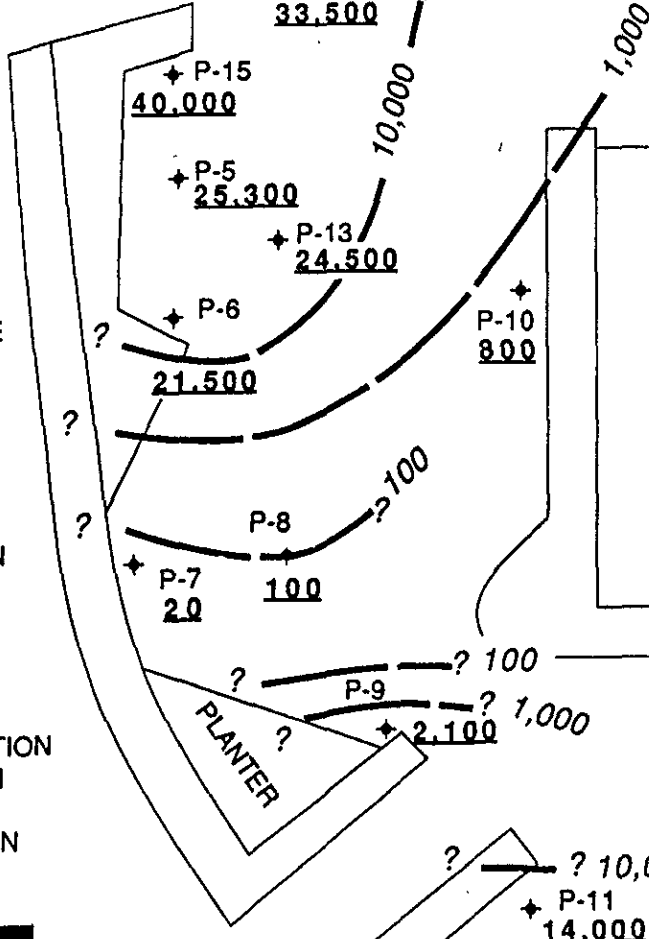 33,500
1,000
P-15
40,000
10,000
P-5
25,300
P-13
24,500
P-6
P-10
800
?
21,500
?
100
?
?
P-8
P-7
100
20
? ? 100
P-9
? 1,000
2,100
?
PLANTER
TION
N
? ? 10,0
P-11
14,000